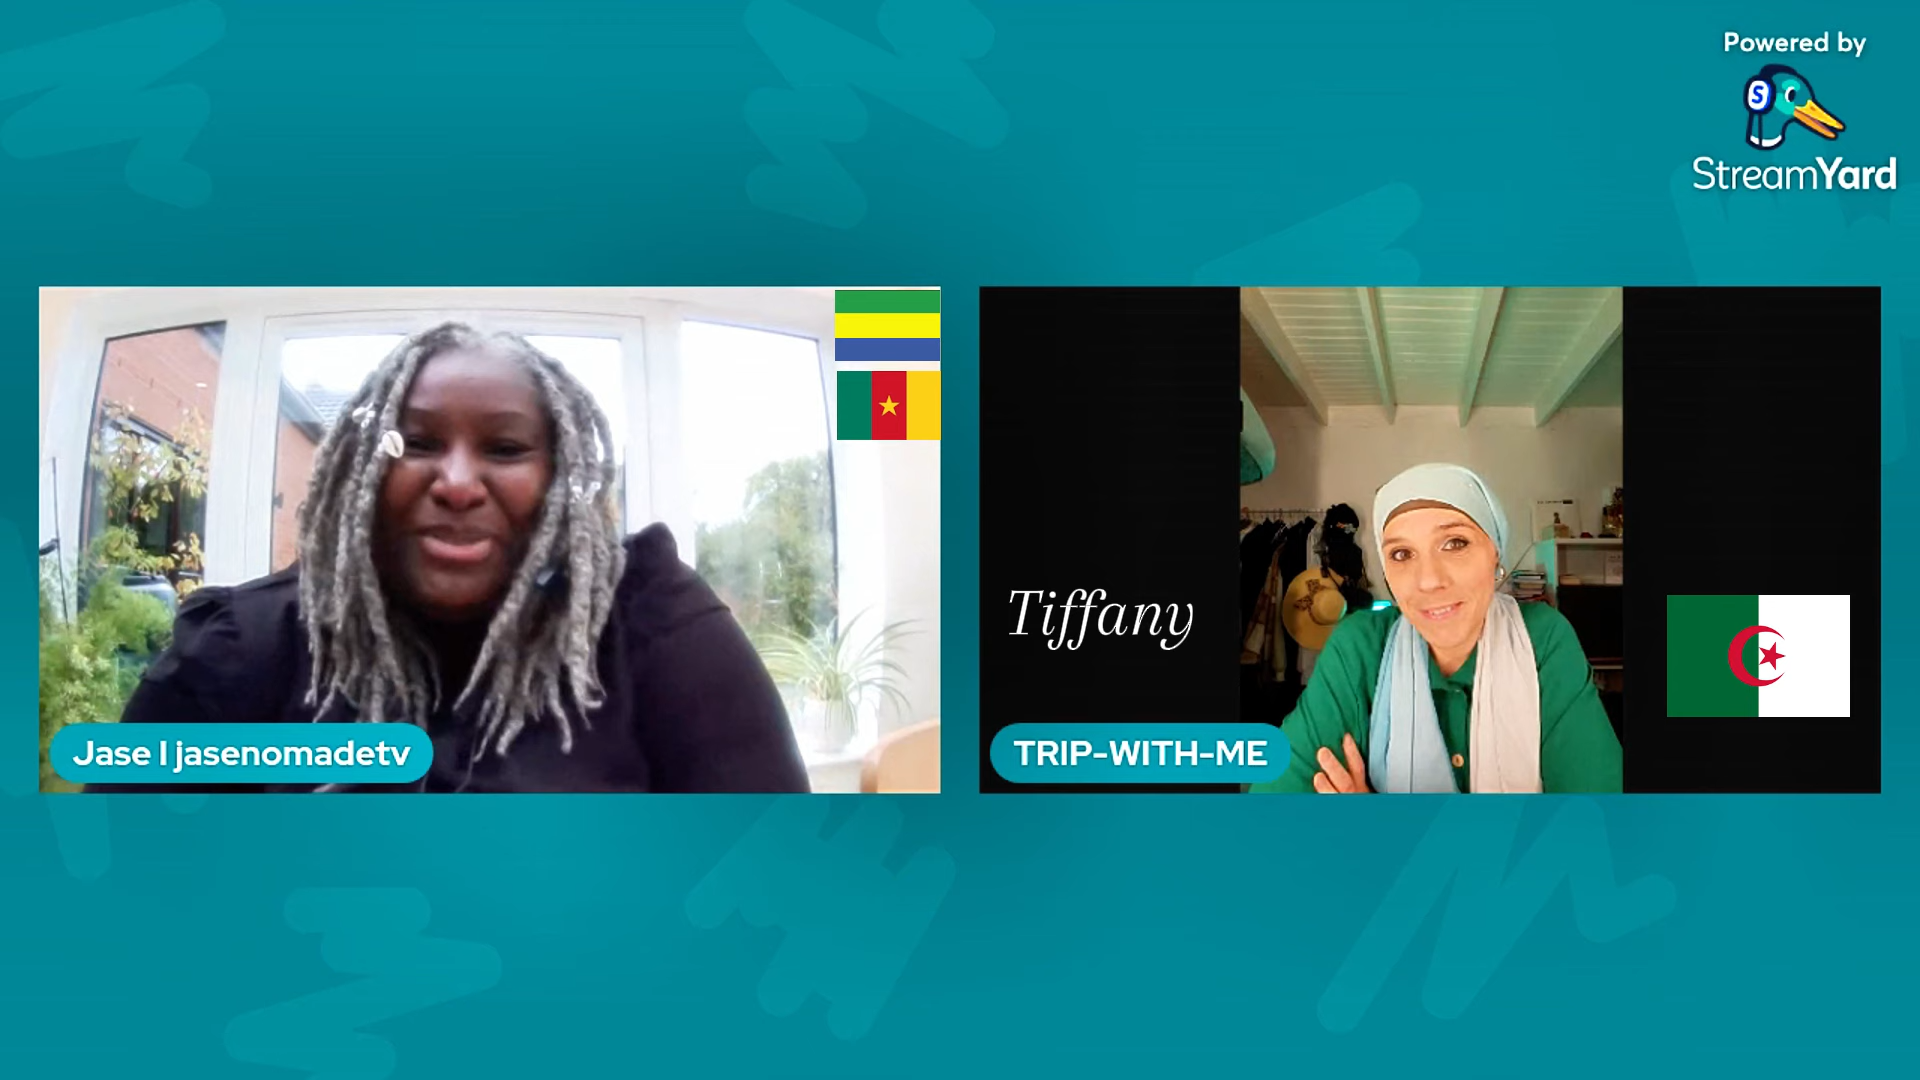 Powered by
S
StreamYard
Tiffany
Jase I jasenomadetv
TRIP-WITH-ME